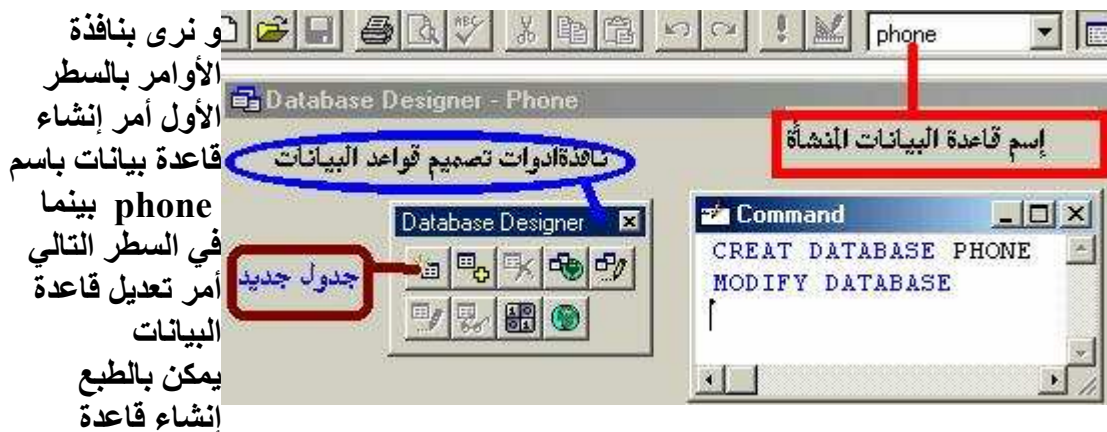 و نرى بنافذة
الأوامر بالسطر
الأول أمر إنشاء
قاعدة بيانات باسم
phone بينما
في السطر التالي
أمر تعديل قاعدة
البيانات
يمكن بالطبع
إنشاء قاعدة
phone
Database Designer - Phone
إسم قاعدة البيانات المنشأة
نافذةادوات تصميم قواعد البيانات
Database Designer
جدول جديد
Command
CREAT DATABASE PHONE
MODIFY DATABASE